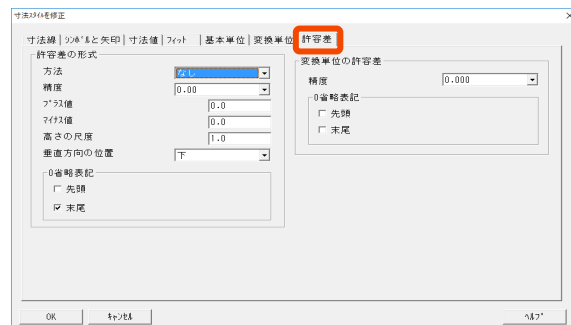 寸法ｽﾀｲﾙを修正
寸法線 ｼﾝﾎﾞﾙと矢印 寸法値 ﾌｨｯﾄ 基本単位 変換単位 許容差
許容差の形式
方法 なし
精度 0.00
ﾌﾟﾗｽ値 0.0
ﾏｲﾅｽ値 0.0
高さの尺度 1.0
垂直方向の位置 下
0省略表記
先頭
末尾
変換単位の許容差
精度 0.000
0省略表記
先頭
末尾
OK ｷｬﾝｾﾙ ﾍﾙﾌﾟ